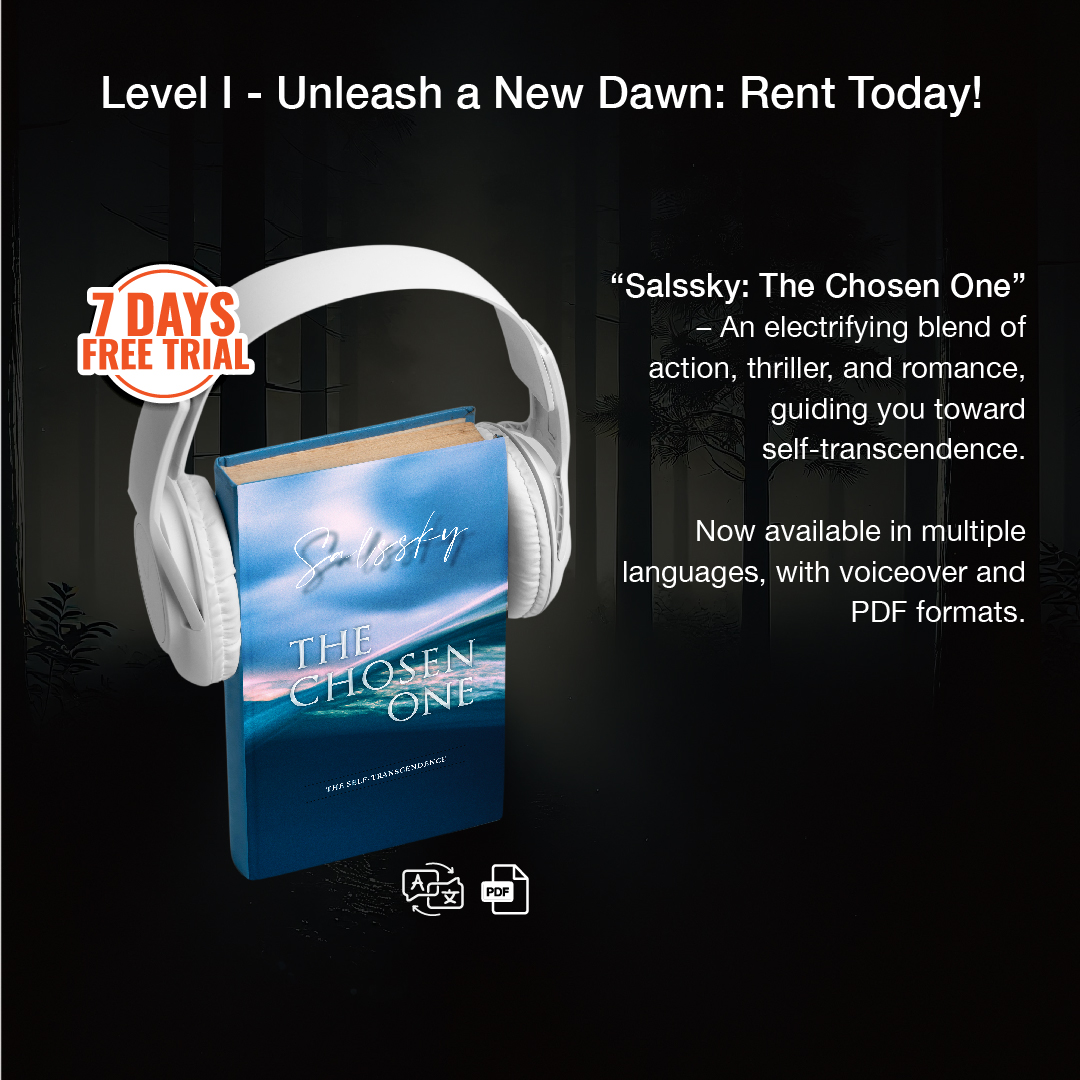 Level I - Unleash a New Dawn: Rent Today!
7 DAYS
FREE TRIAL
“Salssky: The Chosen One”
– An electrifying blend of
action, thriller, and romance,
guiding you toward
self-transcendence.
Now available in multiple
languages, with voiceover and
PDF formats.
Salssky
THE
CHOSEN
ONE
THE SELF-TRANSCENDENCE
A 文
PDF